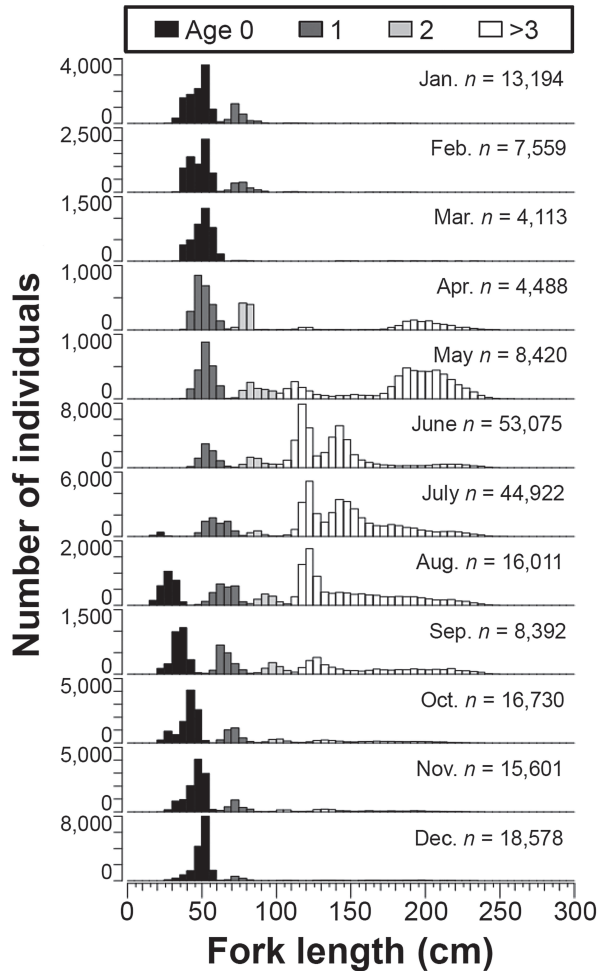 Age 0 1 2 >3
4,000
0
Jan. n = 13,194
2,500
0
Feb. n = 7,559
1,500
0
Mar. n = 4,113
1,000
0
Apr. n = 4,488
1,000
0
May n = 8,420
8,000
0
June n = 53,075
6,000
0
July n = 44,922
2,000
0
Aug. n = 16,011
1,500
0
Sep. n = 8,392
5,000
0
Oct. n = 16,730
5,000
0
Nov. n = 15,601
8,000
0
Dec. n = 18,578
Number of individuals
0 50 100 150 200 250 300
Fork length (cm)